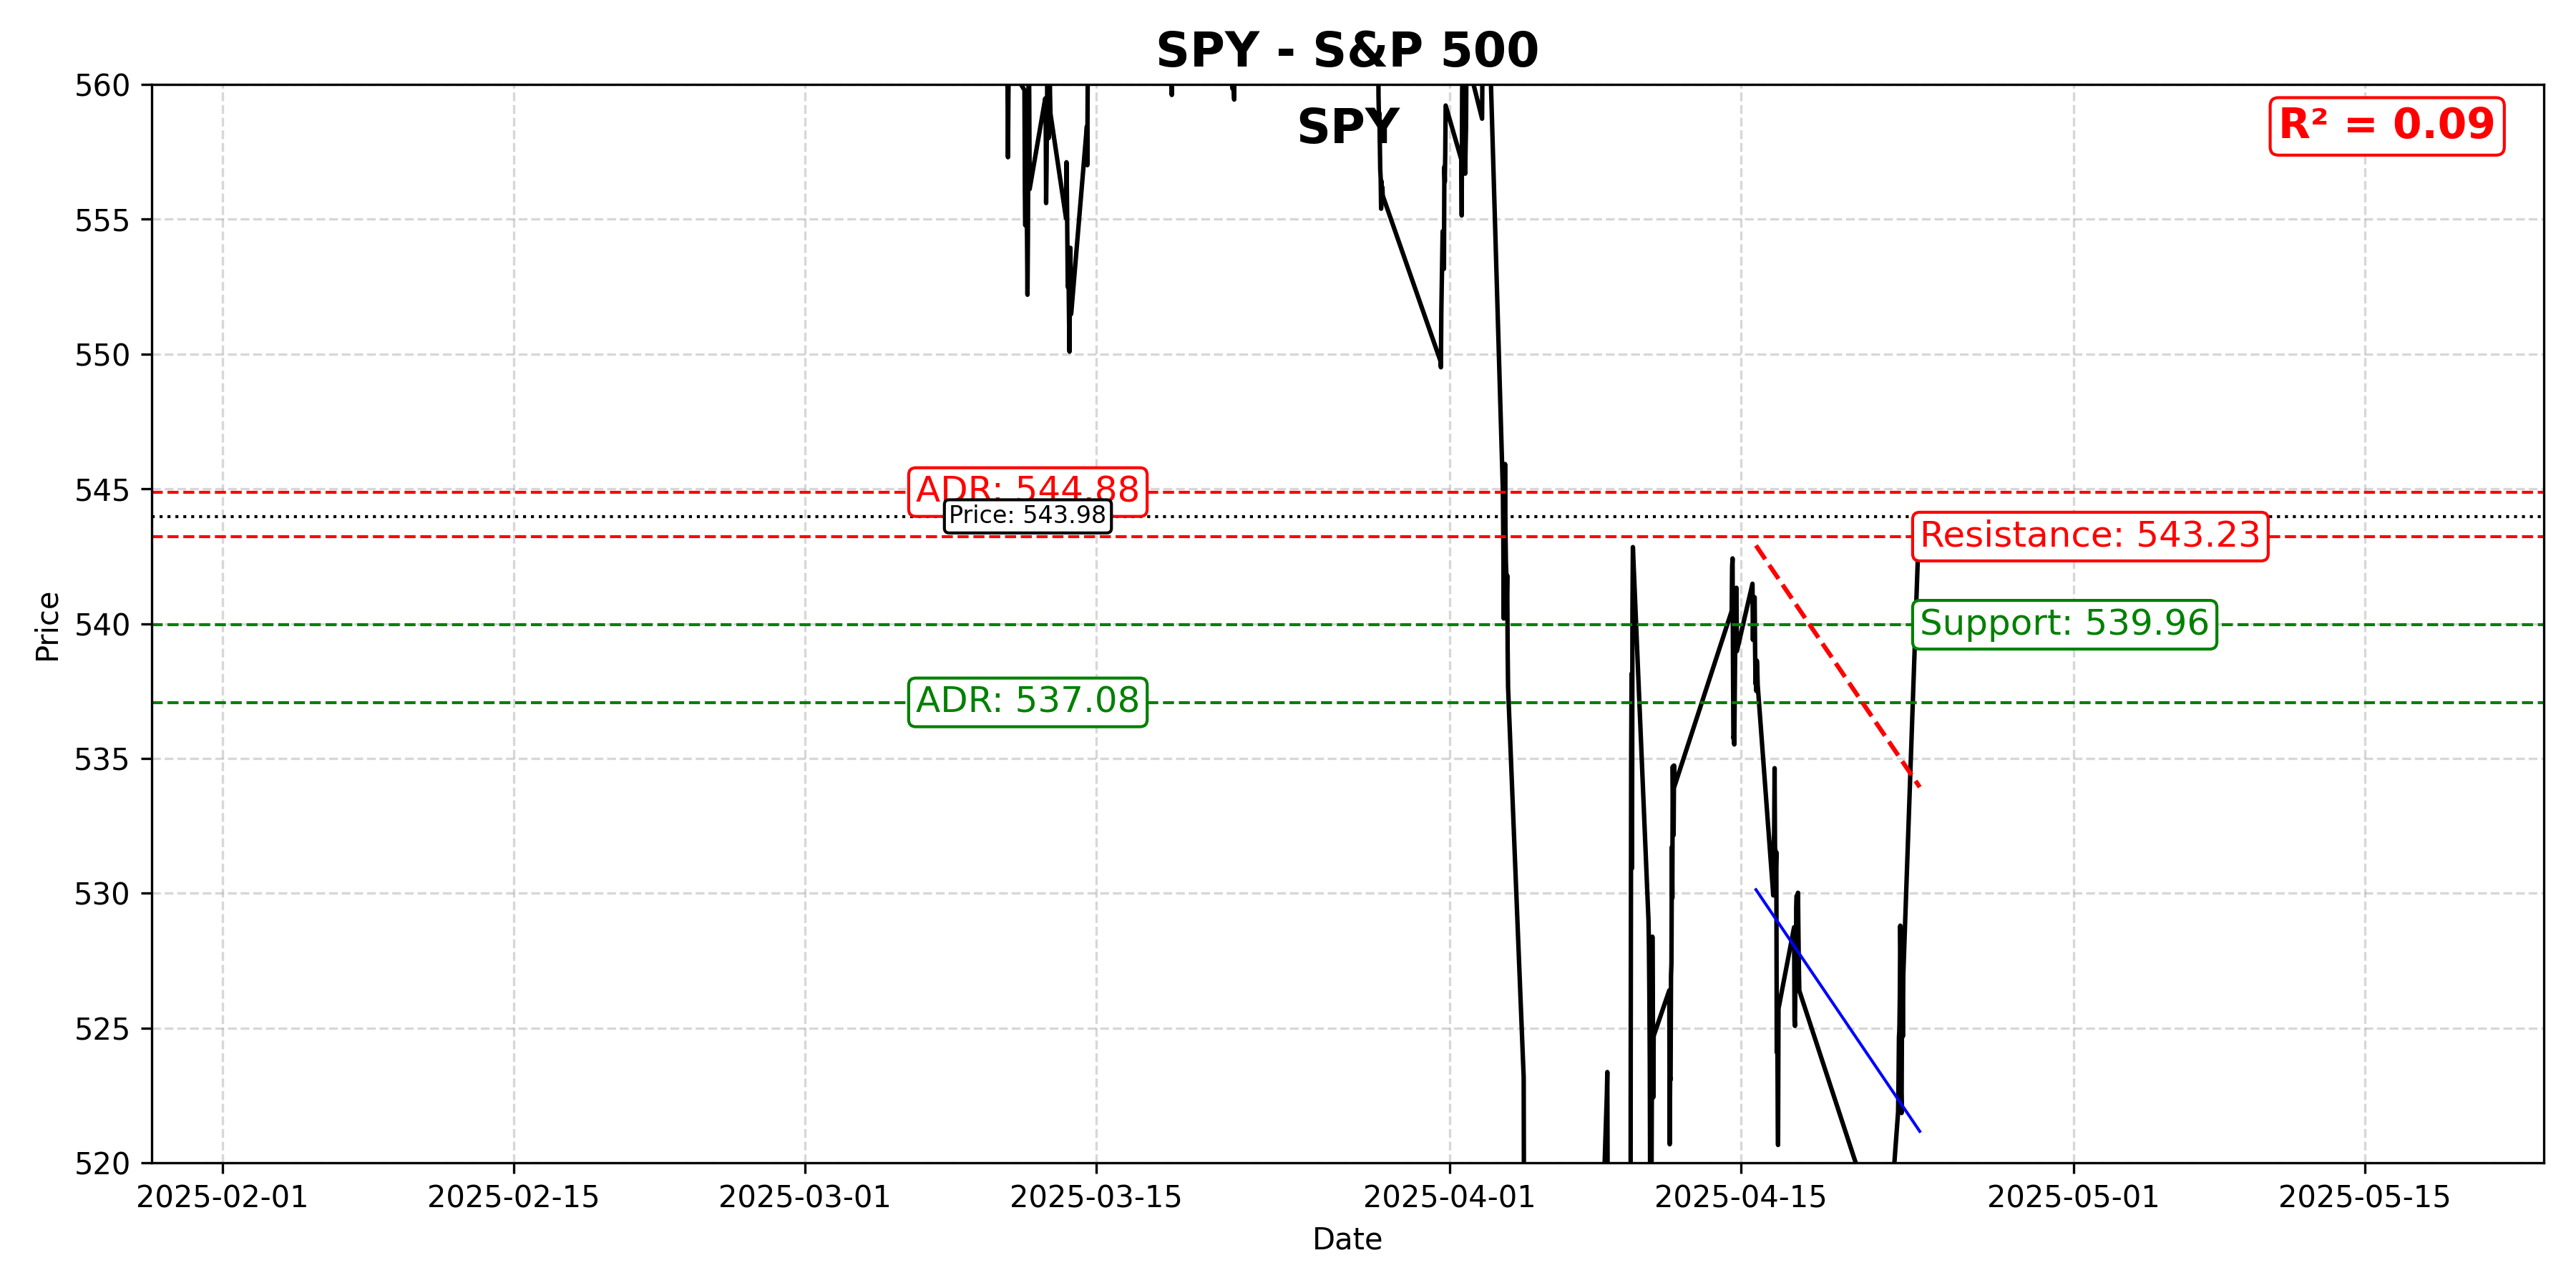 SPY - S&P 500
SPY
R² = 0.09
560
555
550
545
540
535
530
525
520
Price
ADR: 544.88
Price: 543.98
Resistance: 543.23
Support: 539.96
ADR: 537.08
2025-02-01
2025-02-15
2025-03-01
2025-03-15
2025-04-01
2025-04-15
2025-05-01
2025-05-15
Date